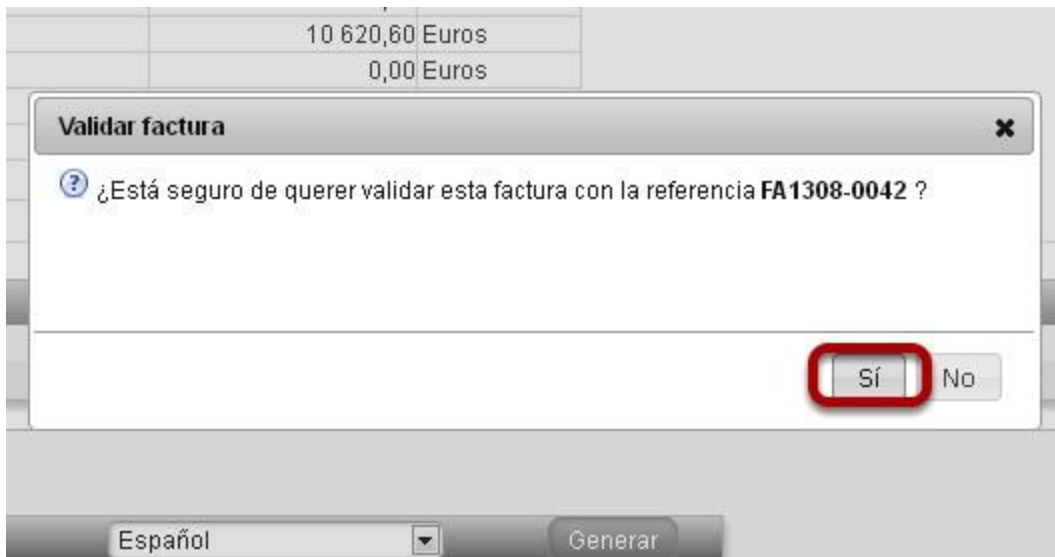 10 620,60 Euros
0,00 Euros
Validar factura
¿Está seguro de querer validar esta factura con la referencia FA1308-0042 ?
Sí No
Español Generar